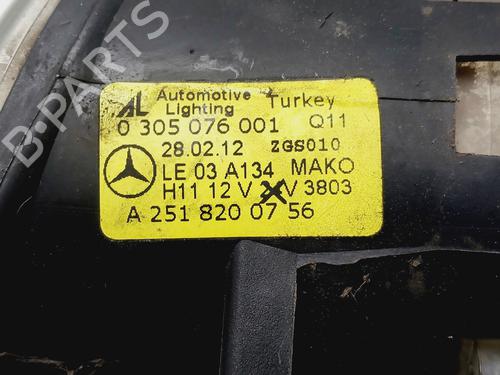 AL Automotive Lighting Turkey
0 305 076 001 Q11
28.02.12 ZGS010
LE 03 A134 MAKO
H11 12 V V 3803
A 251 820 07 56
B-PARTS